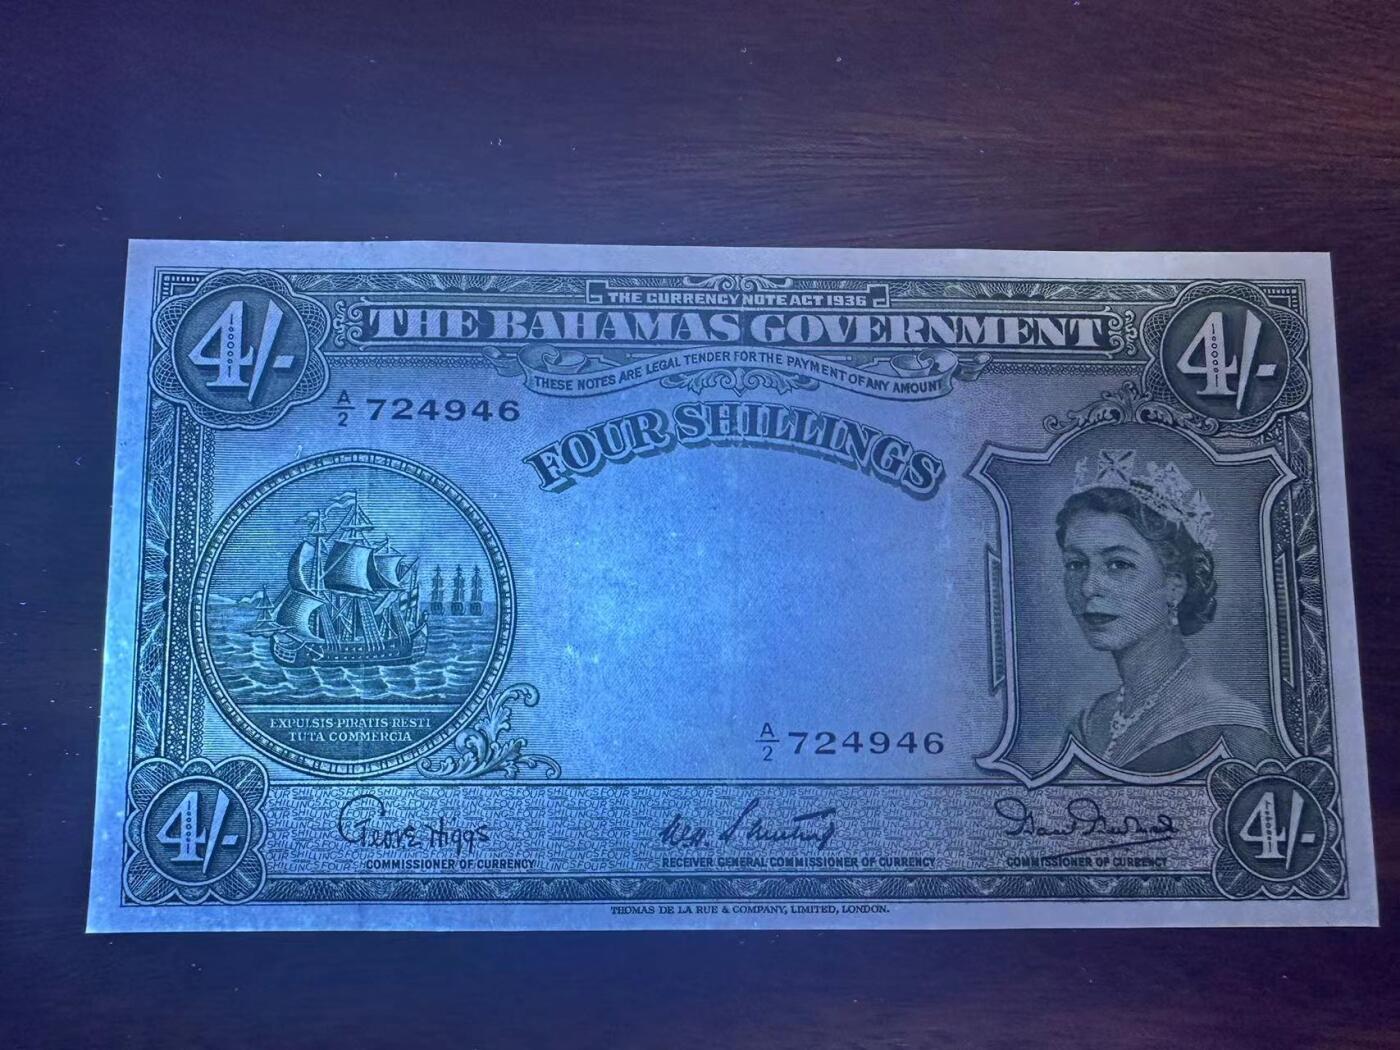 THE CURRENCY NOTE ACT 1936
4/- THE BAHAMAS GOVERNMENT 4/-
THESE NOTES ARE LEGAL TENDER FOR THE PAYMENT OF ANY AMOUNT
A/2 724946
FOUR SHILLINGS
EXPULSIS PIRATIS RESTI
TUTA COMMERCIA
A/2 724946
4/- 4/-
Geo. E Higgs
COMMISSIONER OF CURRENCY
RECEIVER GENERAL COMMISSIONER OF CURRENCY
COMMISSIONER OF CURRENCY
THOMAS DE LA RUE & COMPANY, LIMITED, LONDON.